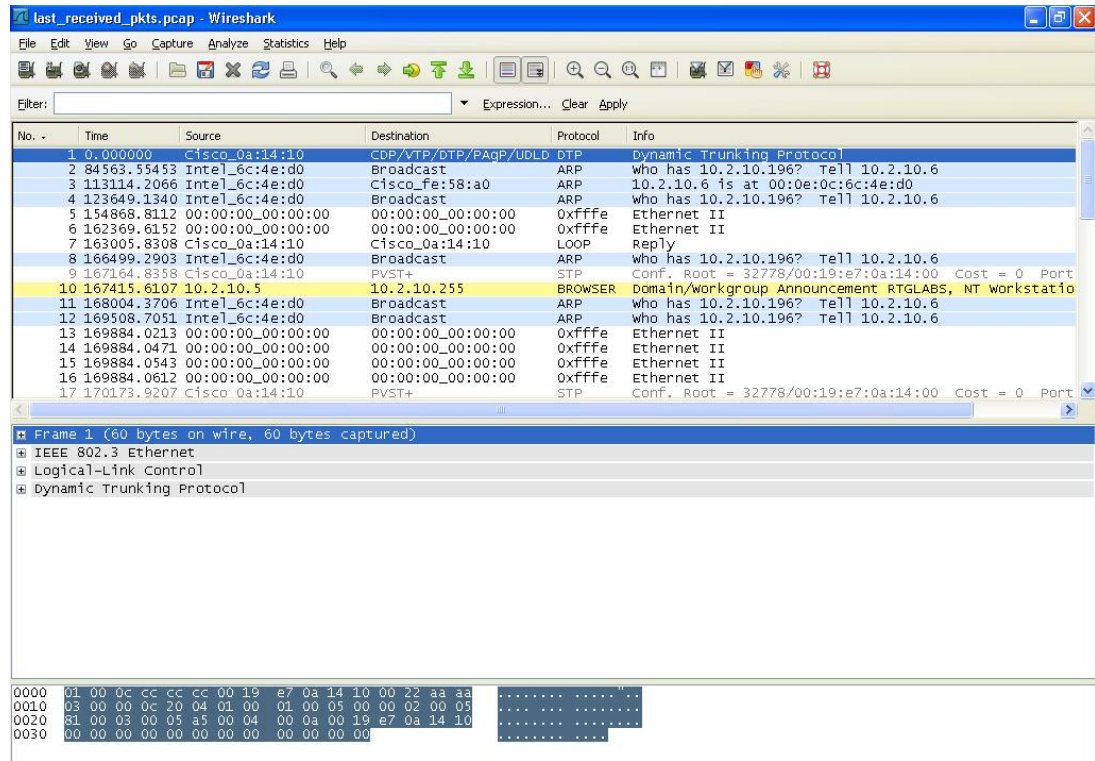 last_received_pkts.pcap - Wireshark
File Edit View Go Capture Analyze Statistics Help
Filter: Expression... Clear Apply
No. Time Source Destination Protocol Info
1 0.000000 Cisco_0a:14:10 CDP/VTP/DTP/PAgP/UDLD DTP Dynamic Trunking Protocol
2 84563.55453 Intel_6c:4e:d0 Broadcast ARP Who has 10.2.10.196? Tell 10.2.10.6
3 113114.2066 Intel_6c:4e:d0 Cisco_fe:58:a0 ARP 10.2.10.6 is at 00:0e:0c:6c:4e:d0
4 123649.1340 Intel_6c:4e:d0 Broadcast ARP Who has 10.2.10.196? Tell 10.2.10.6
5 154868.8112 00:00:00_00:00:00 00:00:00_00:00:00 0xfffe Ethernet II
6 162369.6152 00:00:00_00:00:00 00:00:00_00:00:00 0xfffe Ethernet II
7 163005.8308 Cisco_0a:14:10 Cisco_0a:14:10 LOOP Reply
8 166499.2903 Intel_6c:4e:d0 Broadcast ARP Who has 10.2.10.196? Tell 10.2.10.6
9 167164.8358 Cisco_0a:14:10 PVST+ STP Conf. Root = 32778/00:19:e7:0a:14:00 Cost = 0 Port
10 167415.6107 10.2.10.5 10.2.10.255 BROWSER Domain/Workgroup Announcement RTGLABS, NT Workstatio
11 168004.3706 Intel_6c:4e:d0 Broadcast ARP Who has 10.2.10.196? Tell 10.2.10.6
12 169508.7051 Intel_6c:4e:d0 Broadcast ARP Who has 10.2.10.196? Tell 10.2.10.6
13 169884.0213 00:00:00_00:00:00 00:00:00_00:00:00 0xfffe Ethernet II
14 169884.0471 00:00:00_00:00:00 00:00:00_00:00:00 0xfffe Ethernet II
15 169884.0543 00:00:00_00:00:00 00:00:00_00:00:00 0xfffe Ethernet II
16 169884.0612 00:00:00_00:00:00 00:00:00_00:00:00 0xfffe Ethernet II
17 170173.9207 Cisco_0a:14:10 PVST+ STP Conf. Root = 32778/00:19:e7:0a:14:00 Cost = 0 Port
Frame 1 (60 bytes on wire, 60 bytes captured)
IEEE 802.3 Ethernet
Logical-Link Control
Dynamic Trunking Protocol
0000 01 00 0c cc cc cc 00 19 e7 0a 14 10 00 22 aa aa ........ ....."..
0010 03 00 00 0c 20 04 01 00 01 00 05 00 00 02 00 05 .... ... ........
0020 81 00 03 00 05 a5 00 04 00 0a 00 19 e7 0a 14 10 ........ ........
0030 00 00 00 00 00 00 00 00 00 00 00 00 ........ ....